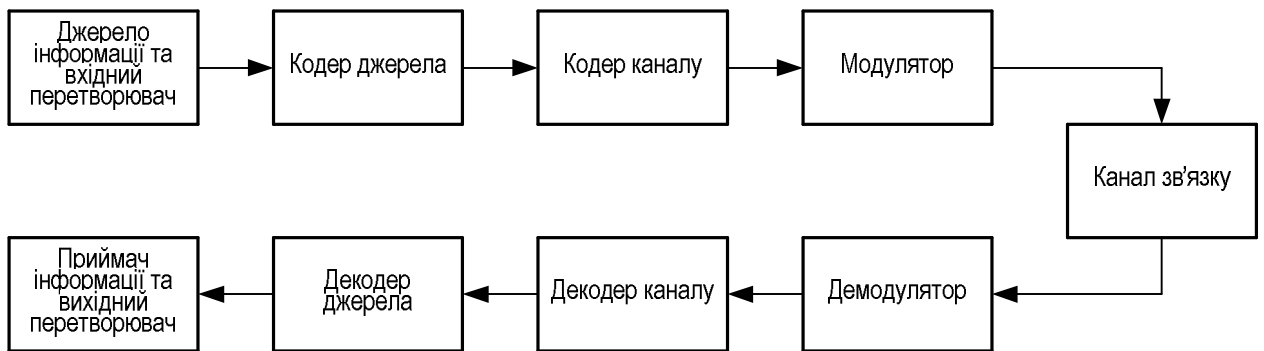 Джерело
інформації та
вхідний
перетворювач
Кодер джерела
Кодер каналу
Модулятор
Канал зв'язку
Приймач
інформації та
вихідний
перетворювач
Декодер
джерела
Декодер каналу
Демодулятор